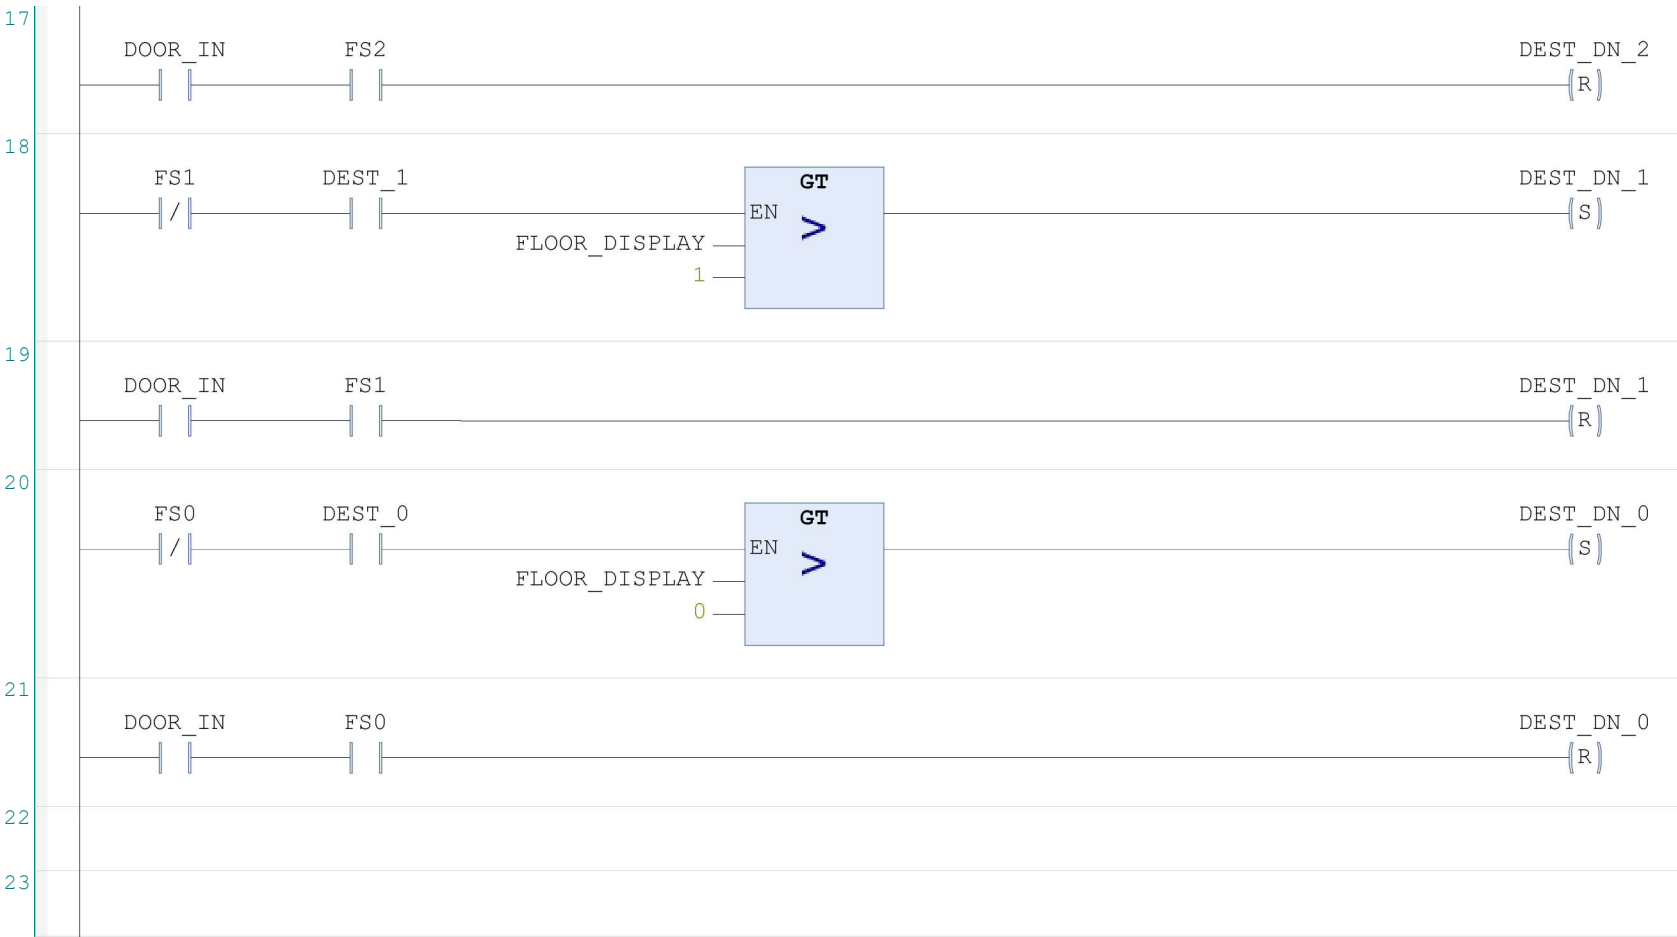 17
DOOR_IN FS2 DEST_DN_2
R
18
FS1 DEST_1 GT DEST_DN_1
/ EN > S
FLOOR_DISPLAY
1
19
DOOR_IN FS1 DEST_DN_1
R
20
FS0 DEST_0 GT DEST_DN_0
/ EN > S
FLOOR_DISPLAY
0
21
DOOR_IN FS0 DEST_DN_0
R
22
23